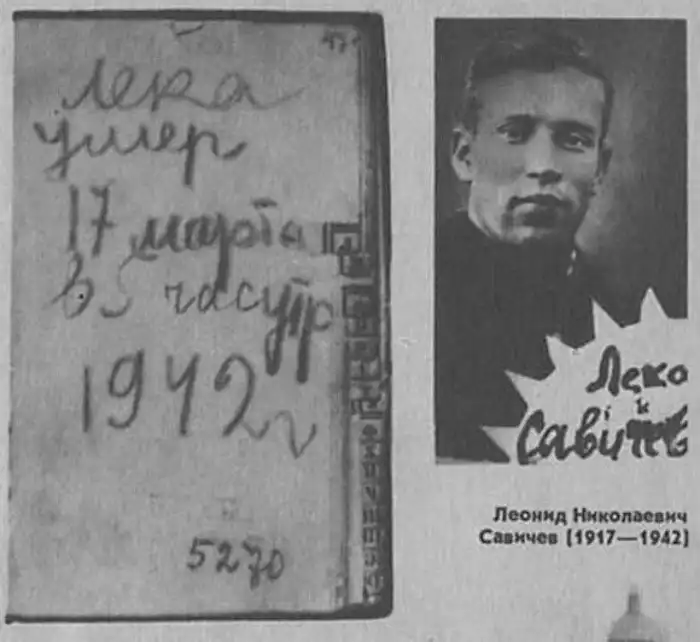 Лека
умер
17 марта
в 5 часутр
1942 г
5270
Лека
Савичев
Леонид Николаевич
Савичев (1917—1942)